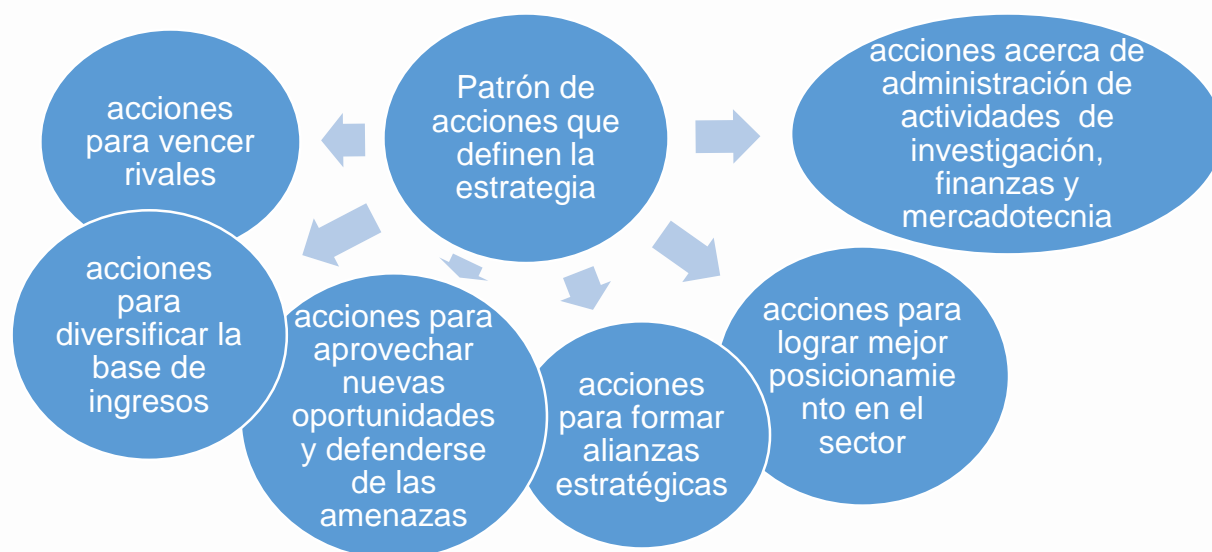 Patrón de
acciones que
definen la
estrategia
acciones
para vencer
rivales
acciones
para
diversificar la
base de
ingresos
acciones para
aprovechar
nuevas
oportunidades
y defenderse
de las
amenazas
acciones
para formar
alianzas
estratégicas
acciones para
lograr mejor
posicionamie
nto en el
sector
acciones acerca de
administración de
actividades de
investigación,
finanzas y
mercadotecnia